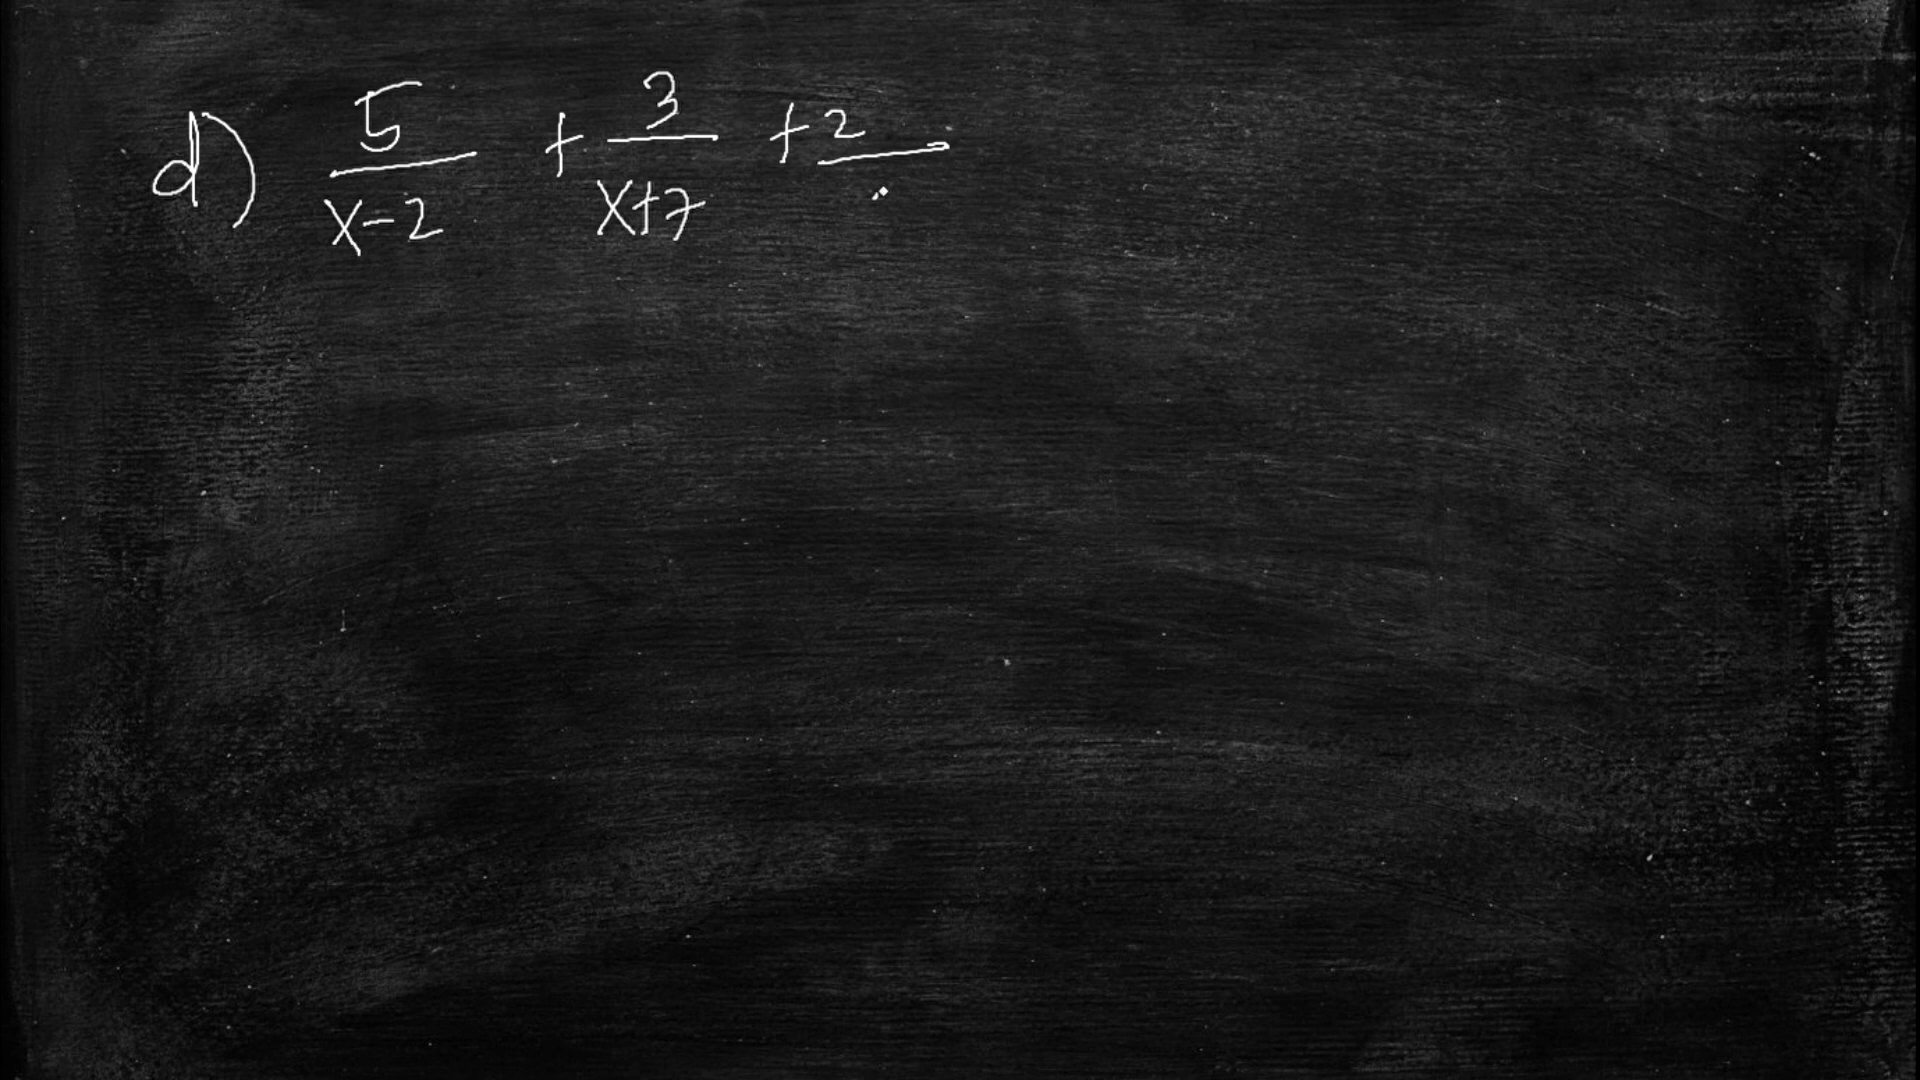 d) 5/(x-2) + 3/(x+7) + 2/